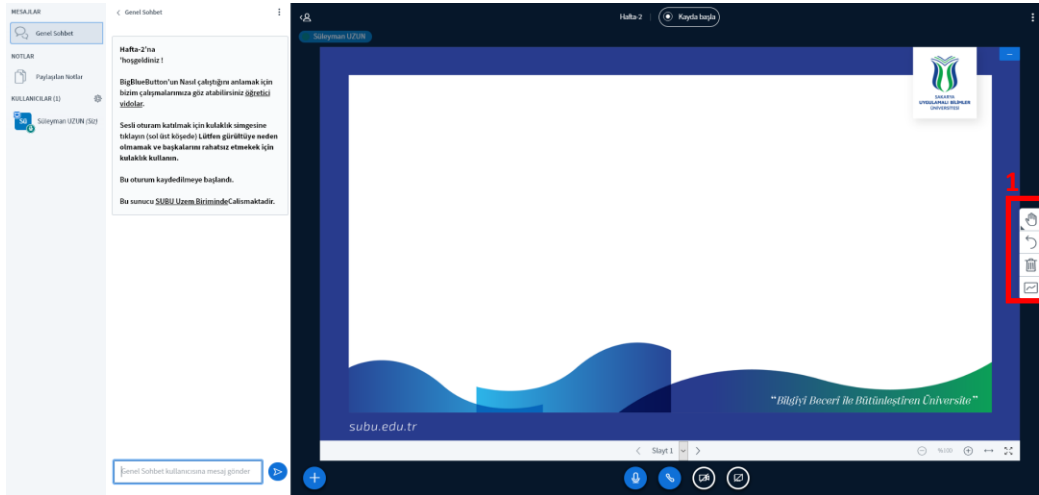 MESAJLAR
Genel Sohbet
NOTLAR
Paylaşılan Notlar
KULLANICILAR (1)
Sü
Süleyman UZUN (Siz)
Genel Sohbet
Hafta-2'na
'hoşgeldiniz !
BigBlueButton'un Nasıl çalıştığını anlamak için
bizim çalışmalarımıza göz atabilirsiniz öğretici
vidolar.
Sesli oturam katılmak için kulaklık simgesine
tıklayın (sol üst köşede) Lütfen gürültüye neden
olmamak ve başkalarını rahatsız etmekek için
kulaklık kullanın.
Bu oturum kaydedilmeye başlandı.
Bu sunucu SUBU Uzem BirimindeCalismaktadir.
Genel Sohbet kullanıcısına mesaj gönder
Hafta-2
Kayda başla
Süleyman UZUN
SAKARYA
UYGULAMALI BİLİMLER
ÜNİVERSİTESİ
1
"Bilgiyi Beceri ile Bütünleştiren Üniversite"
subu.edu.tr
Slayt 1
%100